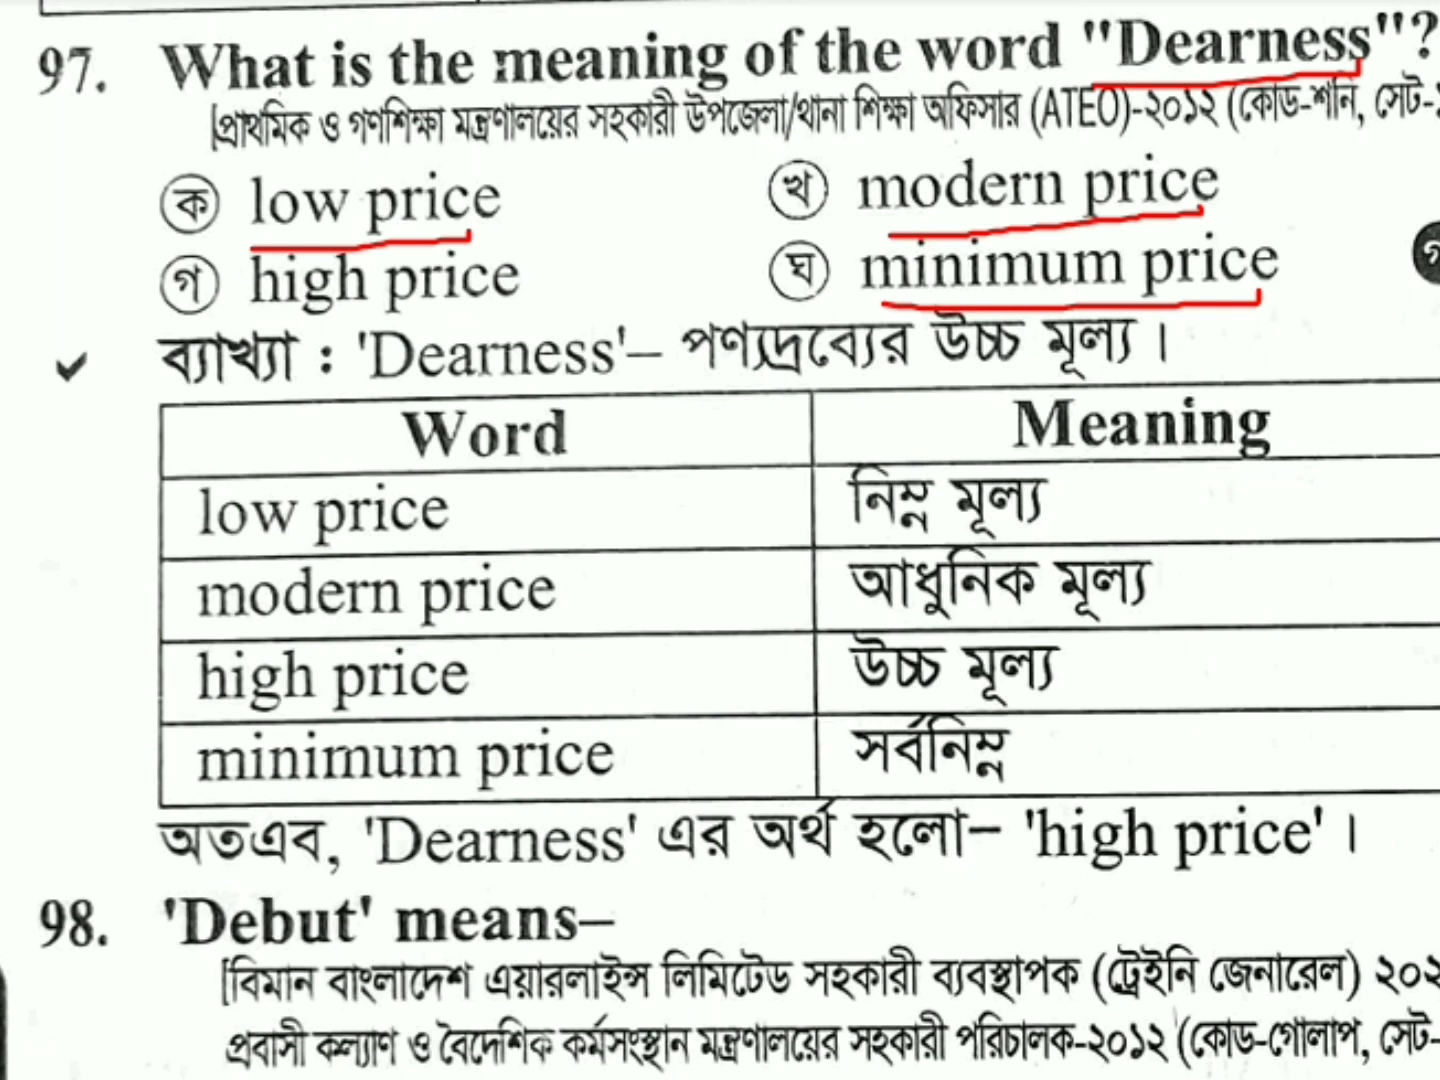 97. What is the meaning of the word "Dearness"?
[প্রাথমিক ও গণশিক্ষা মন্ত্রণালয়ের সহকারী উপজেলা/থানা শিক্ষা অফিসার (ATEO)-২০১২ (কোড-শনি, সেট-
ক low price খ modern price
গ high price ঘ minimum price গ
ব্যাখ্যা : 'Dearness'– পণ্যদ্রব্যের উচ্চ মূল্য।
Word Meaning
low price নিম্ন মূল্য
modern price আধুনিক মূল্য
high price উচ্চ মূল্য
minimum price সর্বনিম্ন
অতএব, 'Dearness' এর অর্থ হলো– 'high price'।
98. 'Debut' means–
[বিমান বাংলাদেশ এয়ারলাইন্স লিমিটেড সহকারী ব্যবস্থাপক (ট্রেইনি জেনারেল)
প্রবাসী কল্যাণ ও বৈদেশিক কর্মসংস্থান মন্ত্রণালয়ের সহকারী পরিচালক-২০১২ (কোড-গোলাপ, সেট-